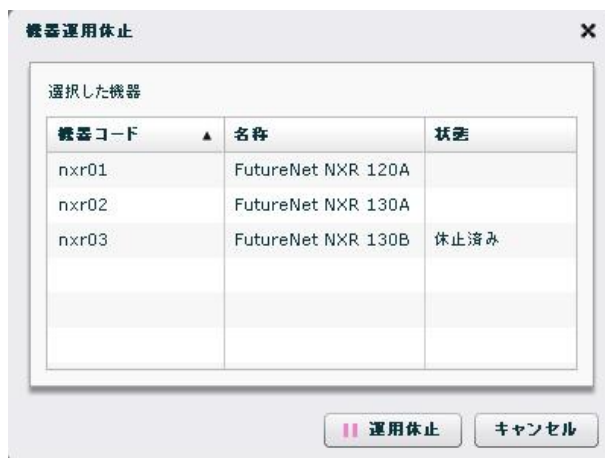 機器運用休止
選択した機器
機器コード ▲ 名称 状態
nxr01 FutureNet NXR 120A
nxr02 FutureNet NXR 130A
nxr03 FutureNet NXR 130B 休止済み
運用休止 キャンセル